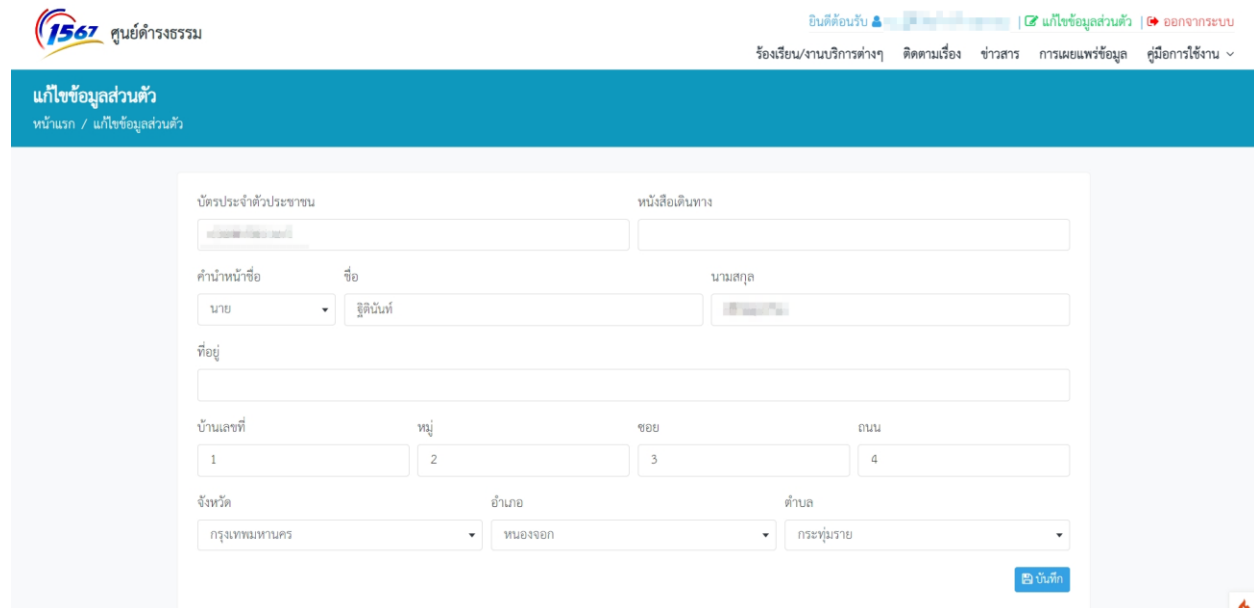 1567 ศูนย์ดำรงธรรม
ยินดีต้อนรับ | แก้ไขข้อมูลส่วนตัว | ออกจากระบบ
ร้องเรียน/งานบริการต่างๆ ติดตามเรื่อง ข่าวสาร การเผยแพร่ข้อมูล คู่มือการใช้งาน
แก้ไขข้อมูลส่วนตัว
หน้าแรก / แก้ไขข้อมูลส่วนตัว
บัตรประจำตัวประชาชน หนังสือเดินทาง
คำนำหน้าชื่อ ชื่อ นามสกุล
นาย ฐิตินันท์
ที่อยู่
บ้านเลขที่ หมู่ ซอย ถนน
1 2 3 4
จังหวัด อำเภอ ตำบล
กรุงเทพมหานคร หนองจอก กระทุ่มราย
บันทึก